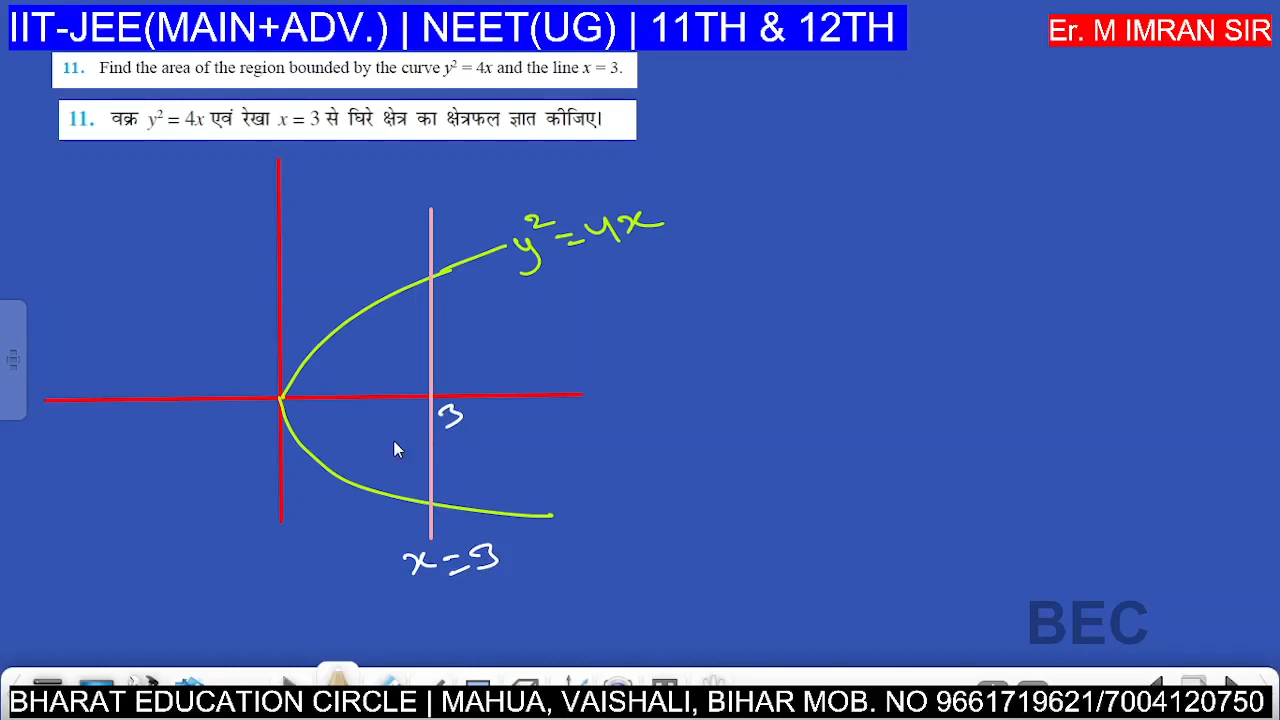 IIT-JEE(MAIN+ADV.) | NEET(UG) | 11TH & 12TH
Er. M IMRAN SIR
11. Find the area of the region bounded by the curve y² = 4x and the line x = 3.
11. वक्र y² = 4x एवं रेखा x = 3 से घिरे क्षेत्र का क्षेत्रफल ज्ञात कीजिए।
y² = 4x
3
x = 3
BEC
BHARAT EDUCATION CIRCLE | MAHUA, VAISHALI, BIHAR MOB. NO 9661719621/7004120750